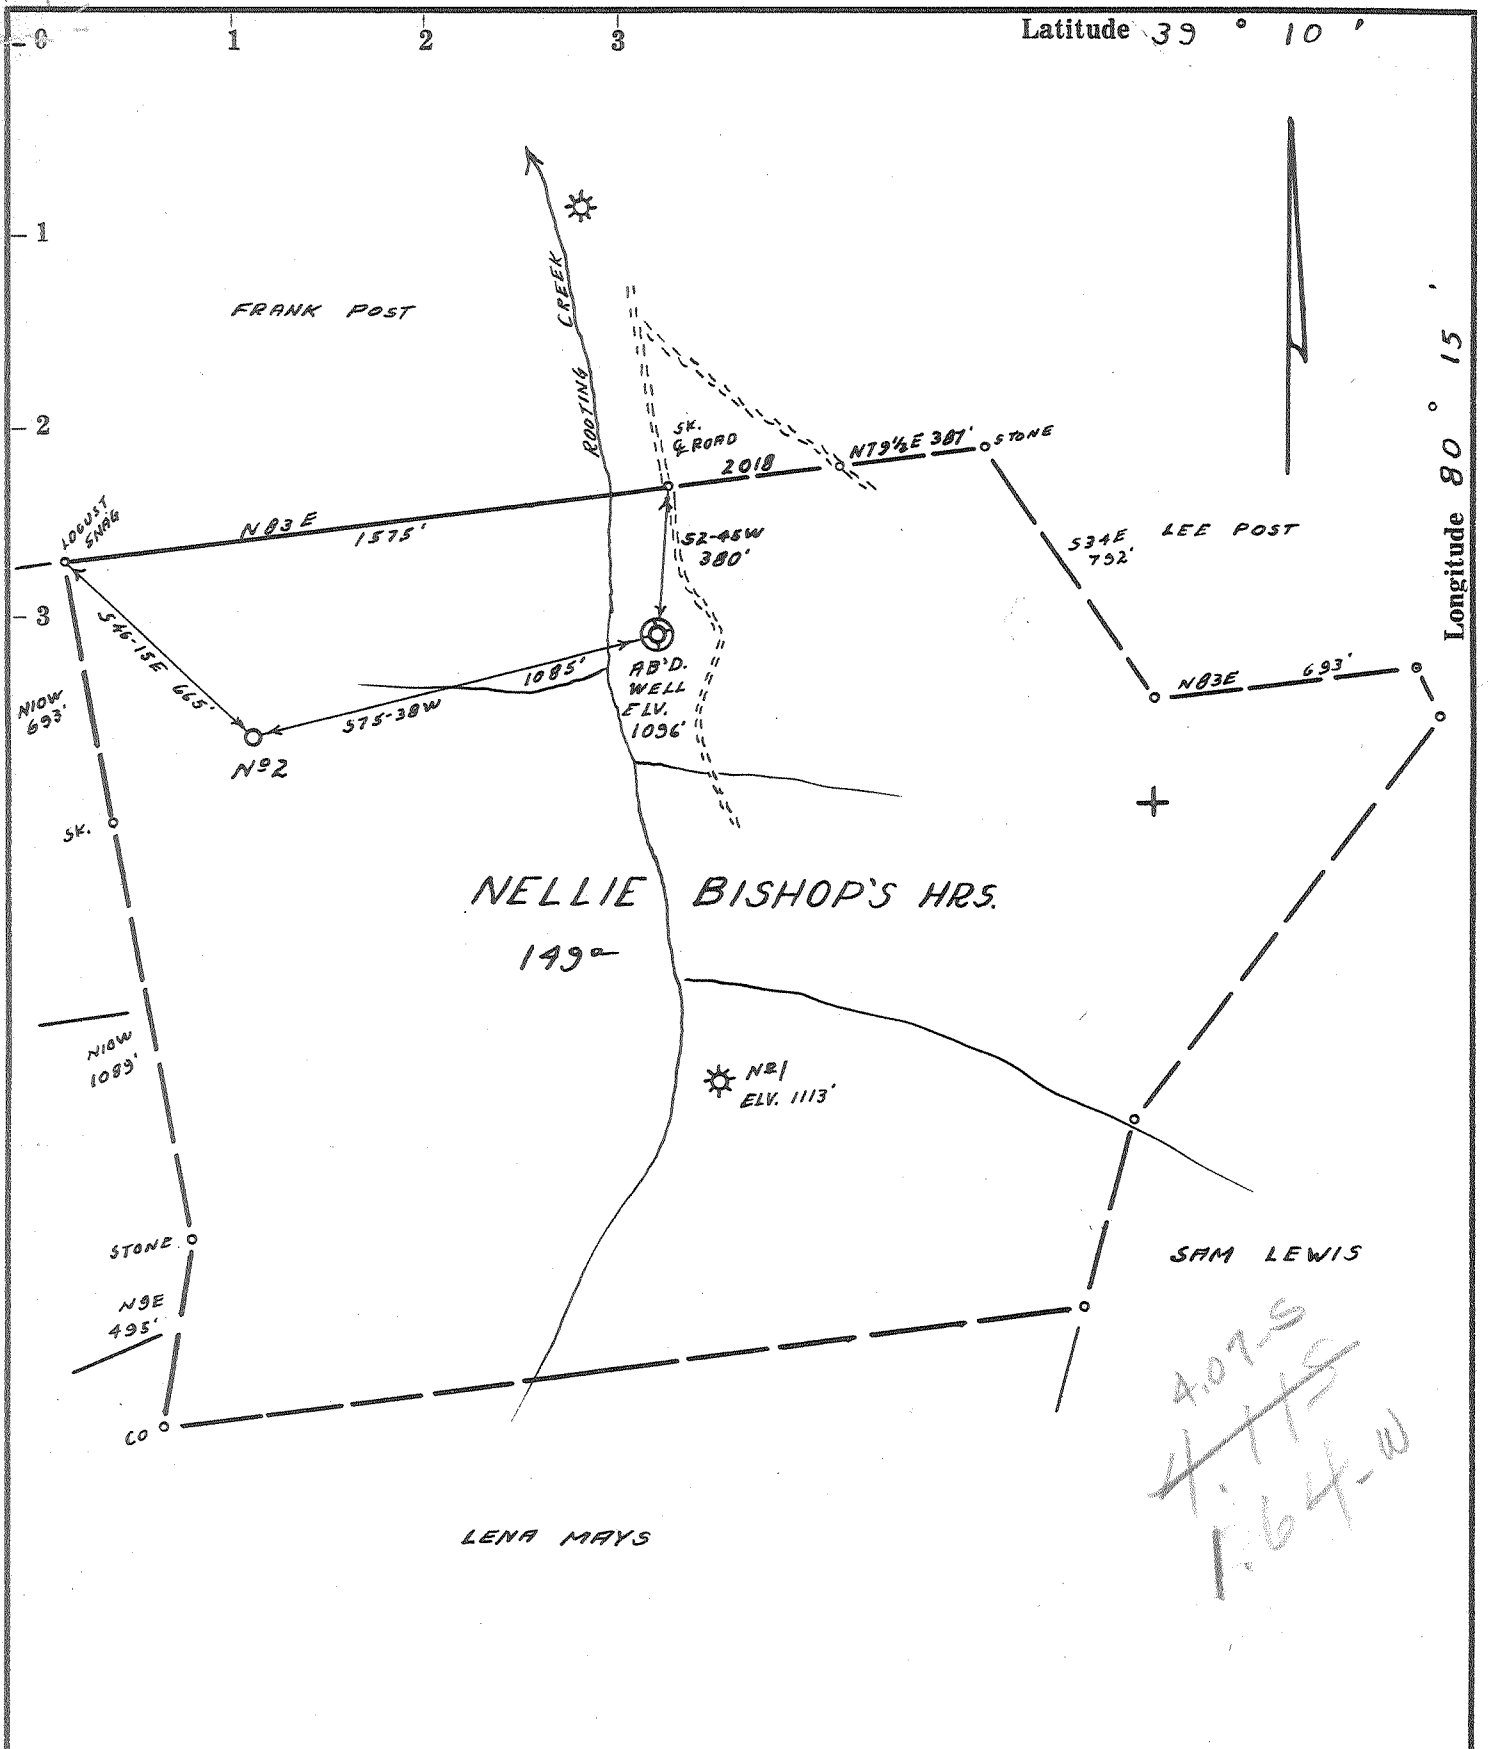 0 1 2 3 Latitude 39 ° 10 '
1
2
3
Longitude 80 ° 15 '
FRANK POST
ROOTING CREEK
SK.
℄ ROAD
2018
N79½E 387'
STONE
LOCUST
SNAG
N83E
1575'
S2-45W
380'
S34E
792'
LEE POST
S46-15E 665'
1085'
S75-38W
AB'D.
WELL
ELV.
1096'
N83E 693'
N10W
693'
Nº2
SK.
NELLIE BISHOP'S HRS.
149a
N10W
1089'
Nº1
ELV. 1113'
STONE
N9E
495'
SAM LEWIS
CO
4.07-S
4.115
1.64-W
LENA MAYS